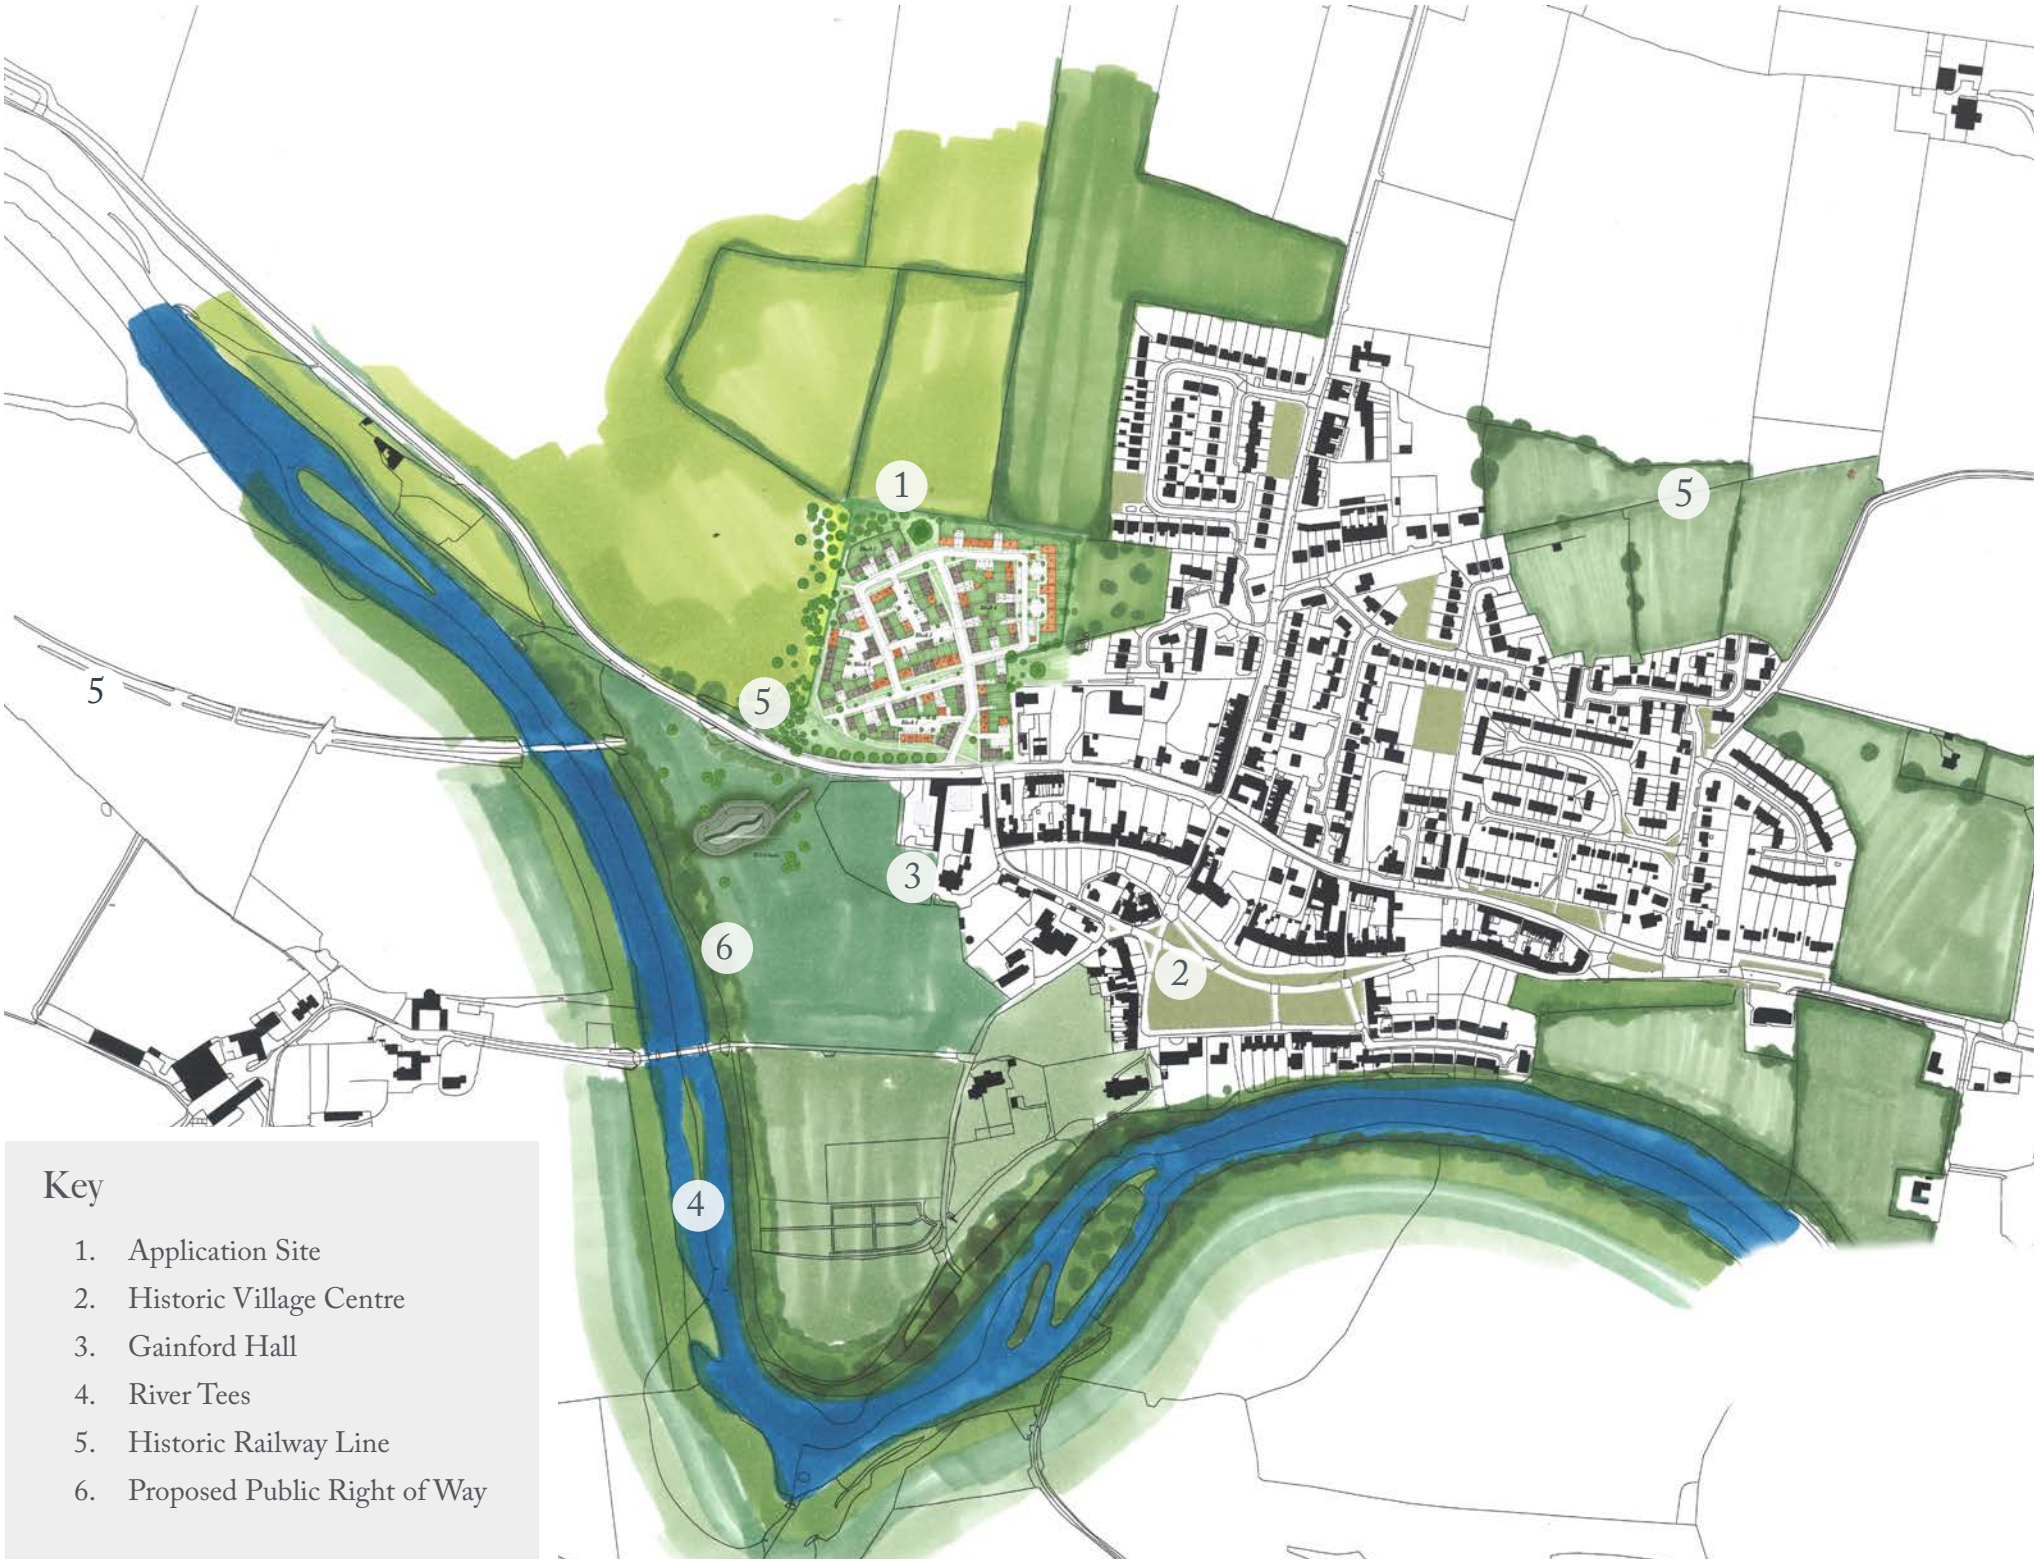 1
5
5
5
3
6
2
4
Key
1. Application Site
2. Historic Village Centre
3. Gainford Hall
4. River Tees
5. Historic Railway Line
6. Proposed Public Right of Way